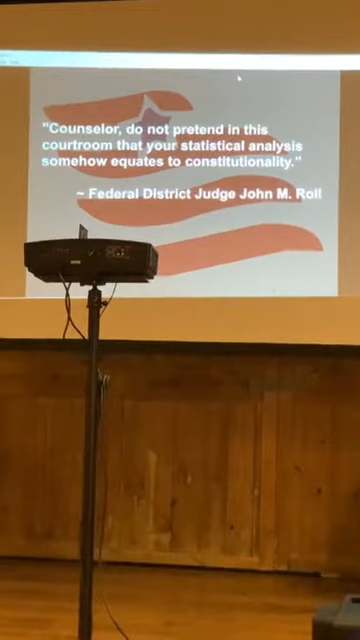 "Counselor, do not pretend in this
courtroom that your statistical analysis
somehow equates to constitutionality."
~ Federal District Judge John M. Roll